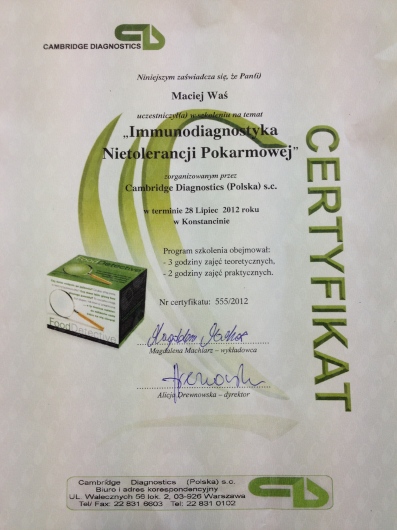 CAMBRIDGE DIAGNOSTICS
Niniejszym zaświadcza się, że Pan(i)
Maciej Waś
uczestniczył(a) w szkoleniu na temat
„Immunodiagnostyka
Nietolerancji Pokarmowej”
zorganizowanym przez
Cambridge Diagnostics (Polska) s.c.
w terminie 28 Lipiec 2012 roku
w Konstancinie
Program szkolenia obejmował:
- 3 godziny zajęć teoretycznych,
- 2 godziny zajęć praktycznych.
Nr certyfikatu: 555/2012
Magdalena Machlarz – wykładowca
Alicja Drewnowska – dyrektor
CERTYFIKAT
Cambridge Diagnostics (Polska) s.c.
Biuro i adres korespondencyjny
UL. Walecznych 56 lok. 2, 03-926 Warszawa
Tel/ Fax: 22 831 6603 Tel: 22 831 0102